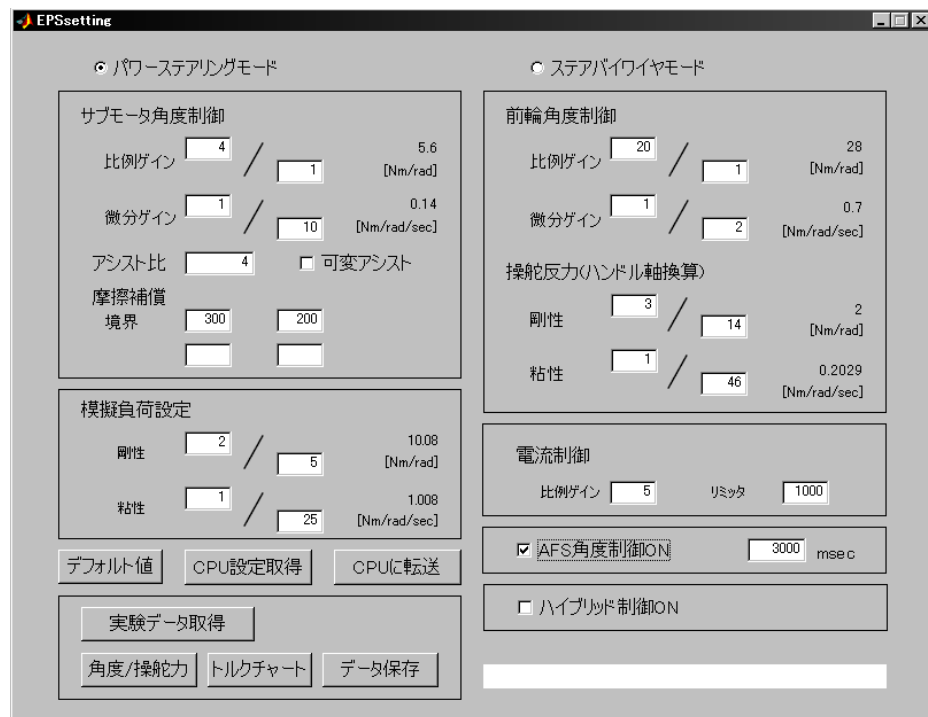 EPSsetting
パワーステアリングモード
サブモータ角度制御
比例ゲイン 4 / 1 5.6 [Nm/rad]
微分ゲイン 1 / 10 0.14 [Nm/rad/sec]
アシスト比 4 可変アシスト
摩擦補償
境界 300 200
模擬負荷設定
剛性 2 / 5 10.08 [Nm/rad]
粘性 1 / 25 1.008 [Nm/rad/sec]
デフォルト値 CPU設定取得 CPUに転送
実験データ取得
角度/操舵力 トルクチャート データ保存
ステアバイワイヤモード
前輪角度制御
比例ゲイン 20 / 1 28 [Nm/rad]
微分ゲイン 1 / 2 0.7 [Nm/rad/sec]
操舵反力(ハンドル軸換算)
剛性 3 / 14 2 [Nm/rad]
粘性 1 / 46 0.2029 [Nm/rad/sec]
電流制御
比例ゲイン 5 リミッタ 1000
AFS角度制御ON 3000 msec
ハイブリッド制御ON